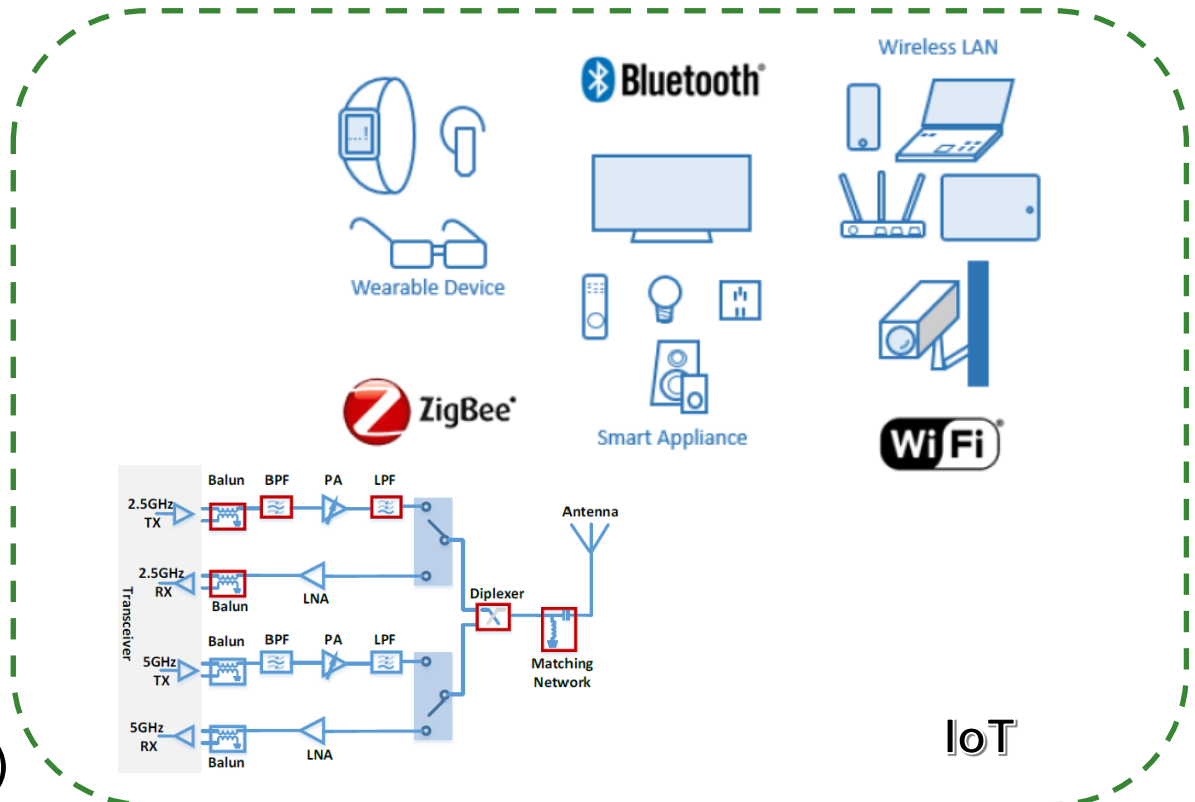 Wireless LAN
Bluetooth®
Wearable Device
ZigBee
Smart Appliance
WiFi®
Balun
BPF
PA
LPF
2.5GHz
TX
Antenna
2.5GHz
RX
Balun
LNA
Diplexer
Transceiver
Balun
BPF
PA
LPF
5GHz
TX
Matching
Network
5GHz
RX
Balun
LNA
IoT
)